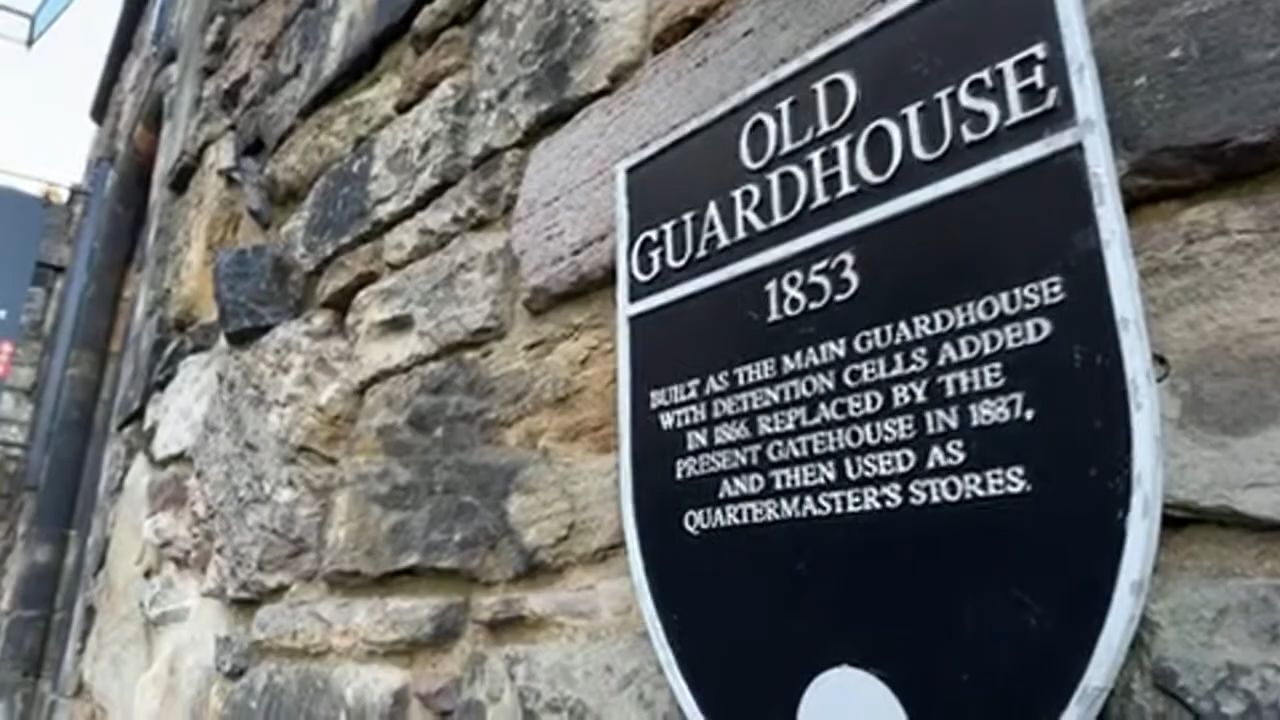 OLD
GUARDHOUSE
1853
BUILT AS THE MAIN GUARDHOUSE
WITH DETENTION CELLS ADDED
IN 1866. REPLACED BY THE
PRESENT GATEHOUSE IN 1887,
AND THEN USED AS
QUARTERMASTER'S STORES.